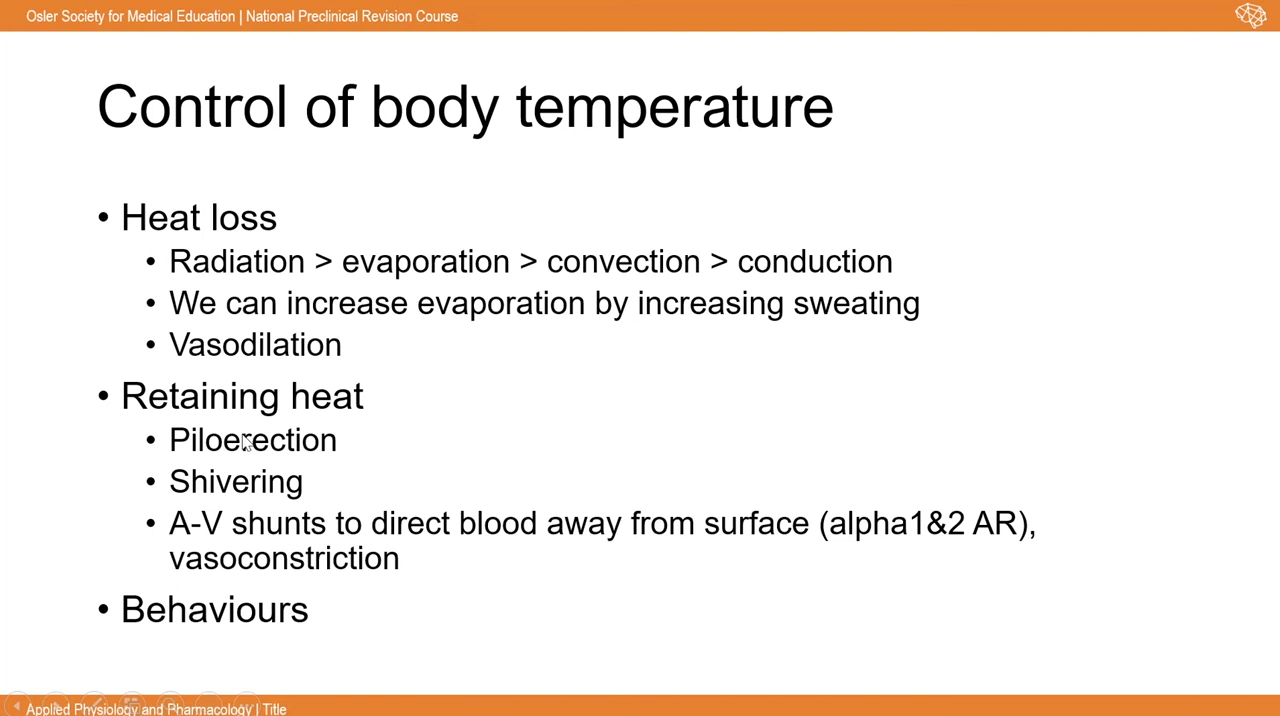 Osler Society for Medical Education | National Preclinical Revision Course
Control of body temperature
• Heat loss
• Radiation > evaporation > convection > conduction
• We can increase evaporation by increasing sweating
• Vasodilation
• Retaining heat
• Piloerection
• Shivering
• A-V shunts to direct blood away from surface (alpha1&2 AR),
vasoconstriction
• Behaviours
Applied Physiology and Pharmacology | Title